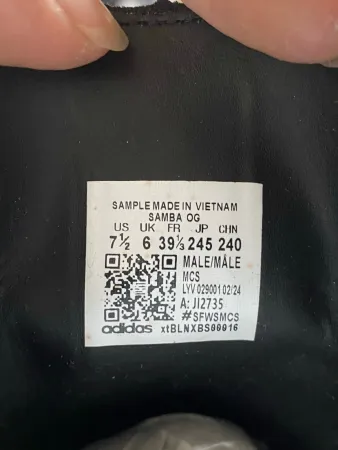 SAMPLE MADE IN VIETNAM
SAMBA OG
US UK FR JP CHN
7½ 6 39⅓ 245 240
MALE/MÂLE
MCS
LYV 029001 02/24
A: JI2735
#SFWSMCS
adidas xtBLNXBS00016